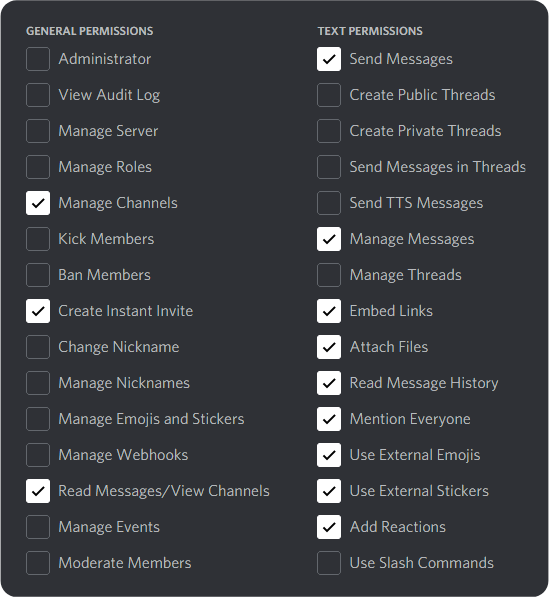 GENERAL PERMISSIONS
Administrator
View Audit Log
Manage Server
Manage Roles
Manage Channels
Kick Members
Ban Members
Create Instant Invite
Change Nickname
Manage Nicknames
Manage Emojis and Stickers
Manage Webhooks
Read Messages/View Channels
Manage Events
Moderate Members
TEXT PERMISSIONS
Send Messages
Create Public Threads
Create Private Threads
Send Messages in Threads
Send TTS Messages
Manage Messages
Manage Threads
Embed Links
Attach Files
Read Message History
Mention Everyone
Use External Emojis
Use External Stickers
Add Reactions
Use Slash Commands